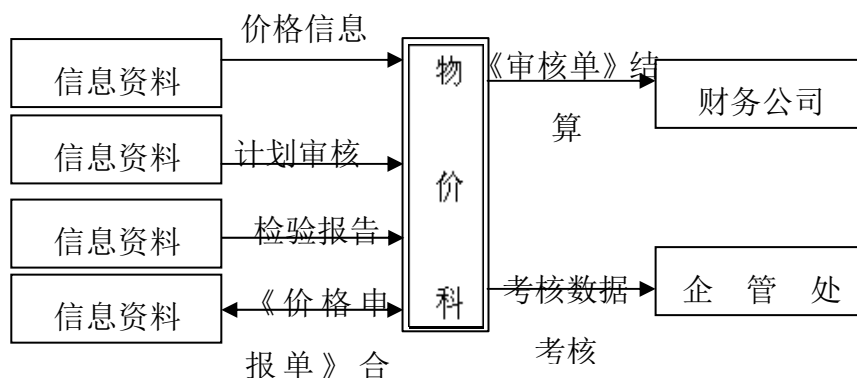 价格信息
信息资料
计划审核
信息资料
检验报告
信息资料
《价格申
报单》合
信息资料
物
价
科
《审核单》结
算
财务公司
考核数据
考核
企管处